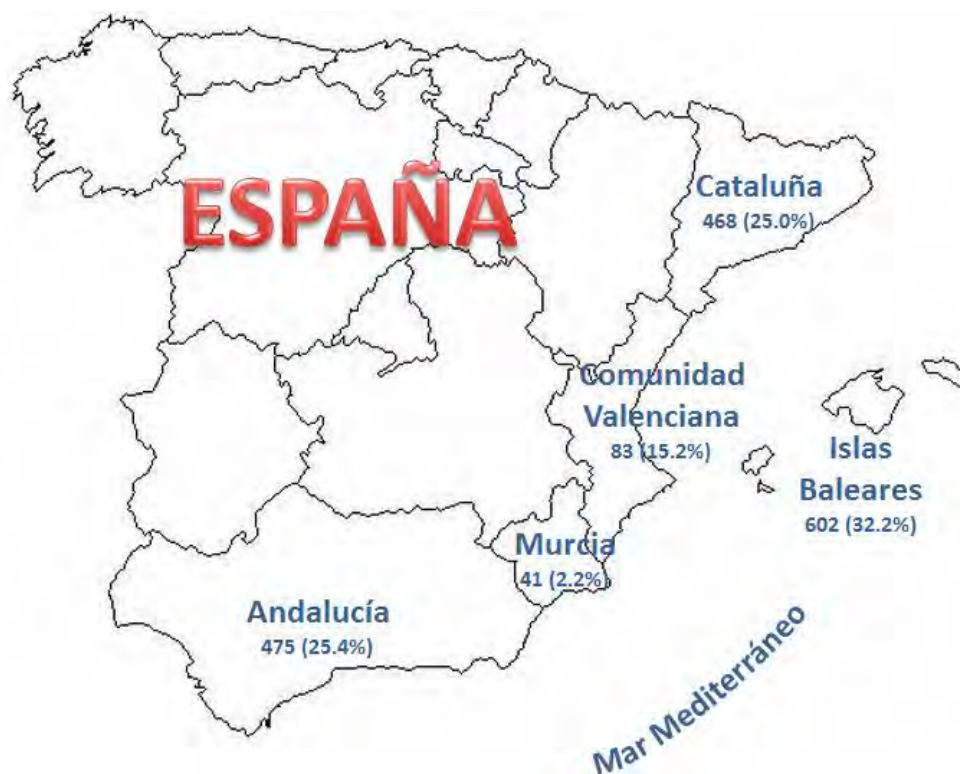 ESPAÑA
Cataluña
468 (25.0%)
Comunidad
Valenciana
83 (15.2%)
Islas
Baleares
602 (32.2%)
Murcia
41 (2.2%)
Andalucía
475 (25.4%)
Mar Mediterráneo